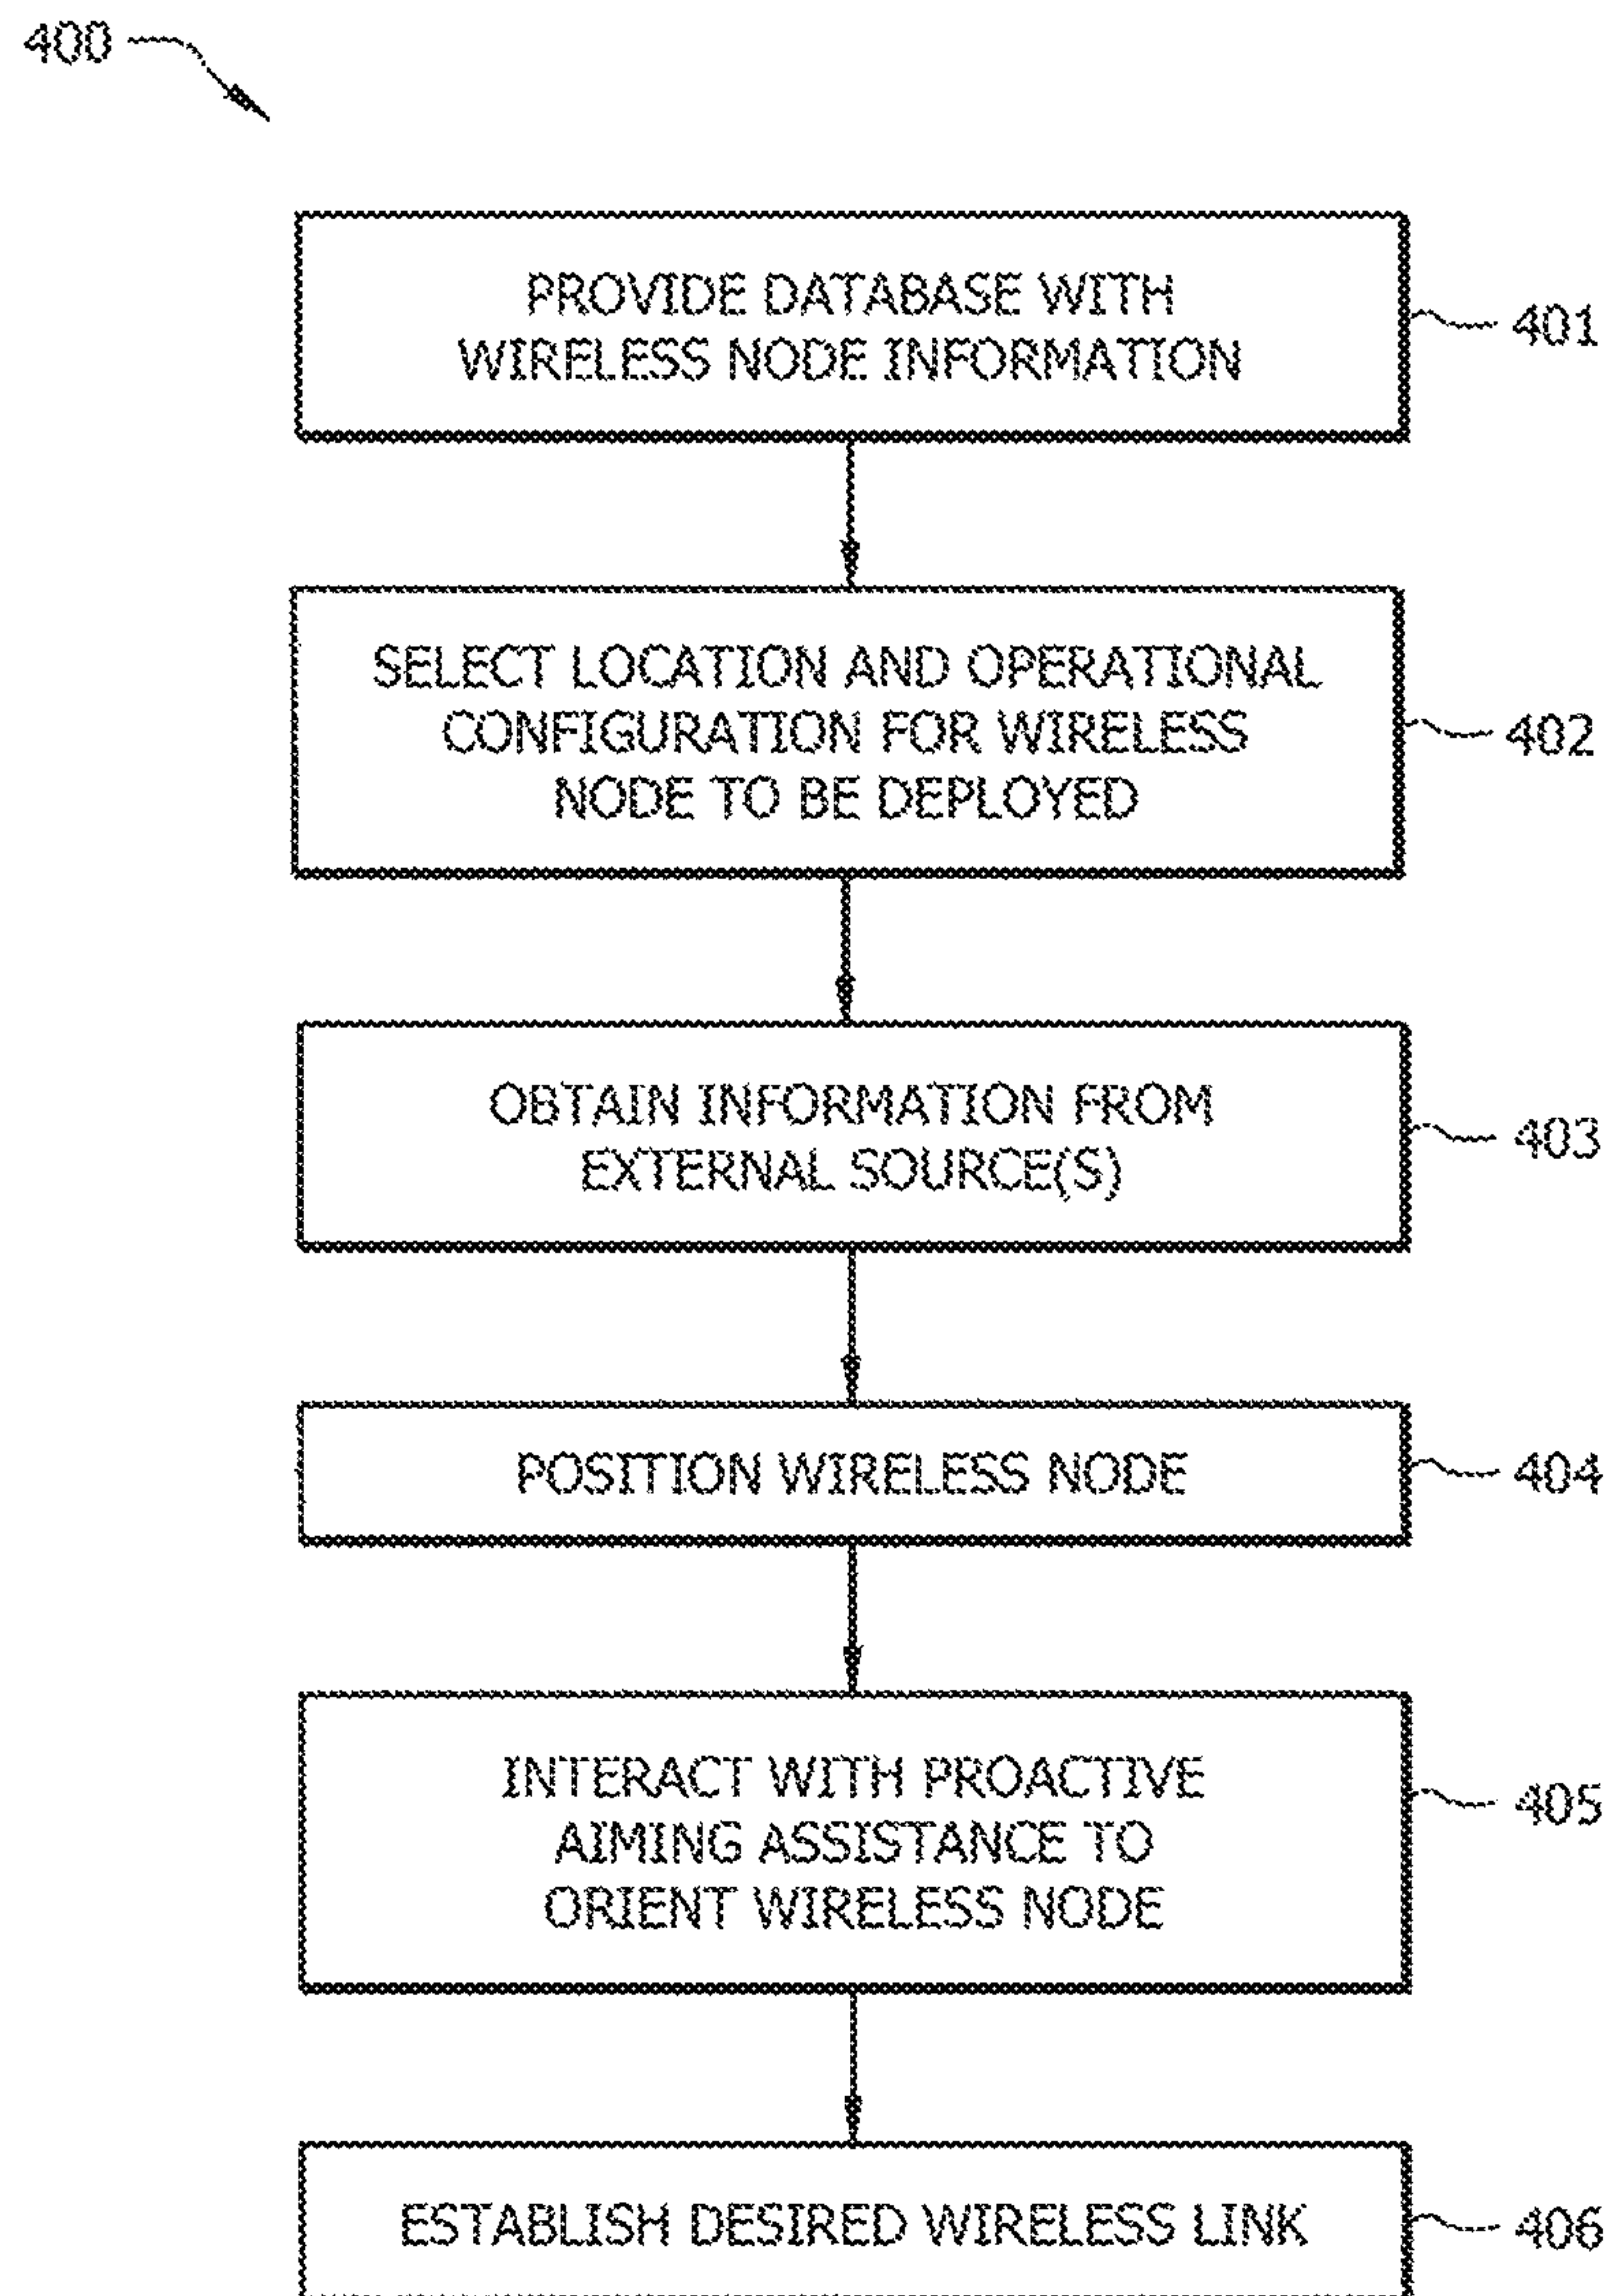 400
PROVIDE DATABASE WITH
WIRELESS NODE INFORMATION
401
SELECT LOCATION AND OPERATIONAL
CONFIGURATION FOR WIRELESS
NODE TO BE DEPLOYED
402
OBTAIN INFORMATION FROM
EXTERNAL SOURCE(S)
403
POSITION WIRELESS NODE
404
INTERACT WITH PROACTIVE
AIMING ASSISTANCE TO
ORIENT WIRELESS NODE
405
ESTABLISH DESIRED WIRELESS LINK
406